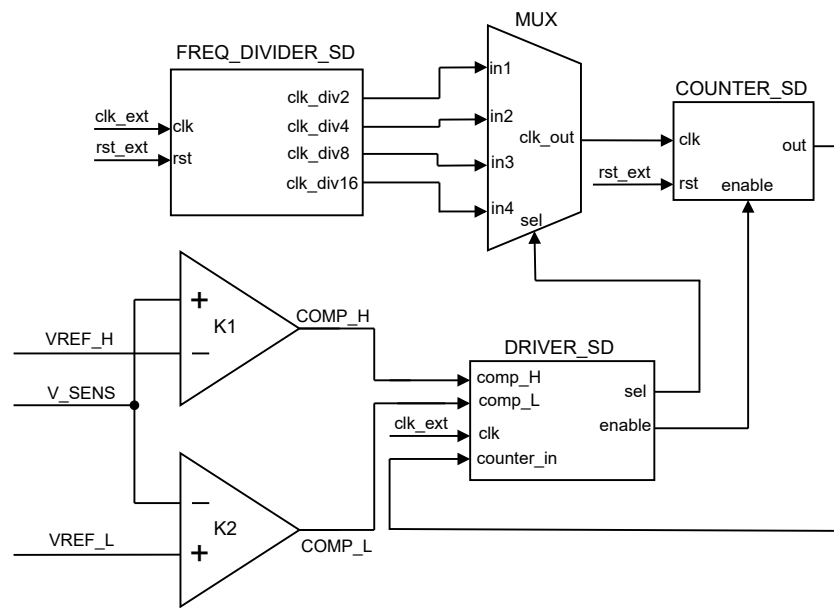 MUX
FREQ_DIVIDER_SD
COUNTER_SD
clk_ext
clk
rst_ext
rst
clk_div2
clk_div4
clk_div8
clk_div16
in1
in2
in3
in4
clk_out
sel
clk
out
rst_ext
rst
enable
+
K1
−
COMP_H
VREF_H
V_SENS
DRIVER_SD
comp_H
comp_L
clk_ext
clk
counter_in
sel
enable
−
K2
+
COMP_L
VREF_L